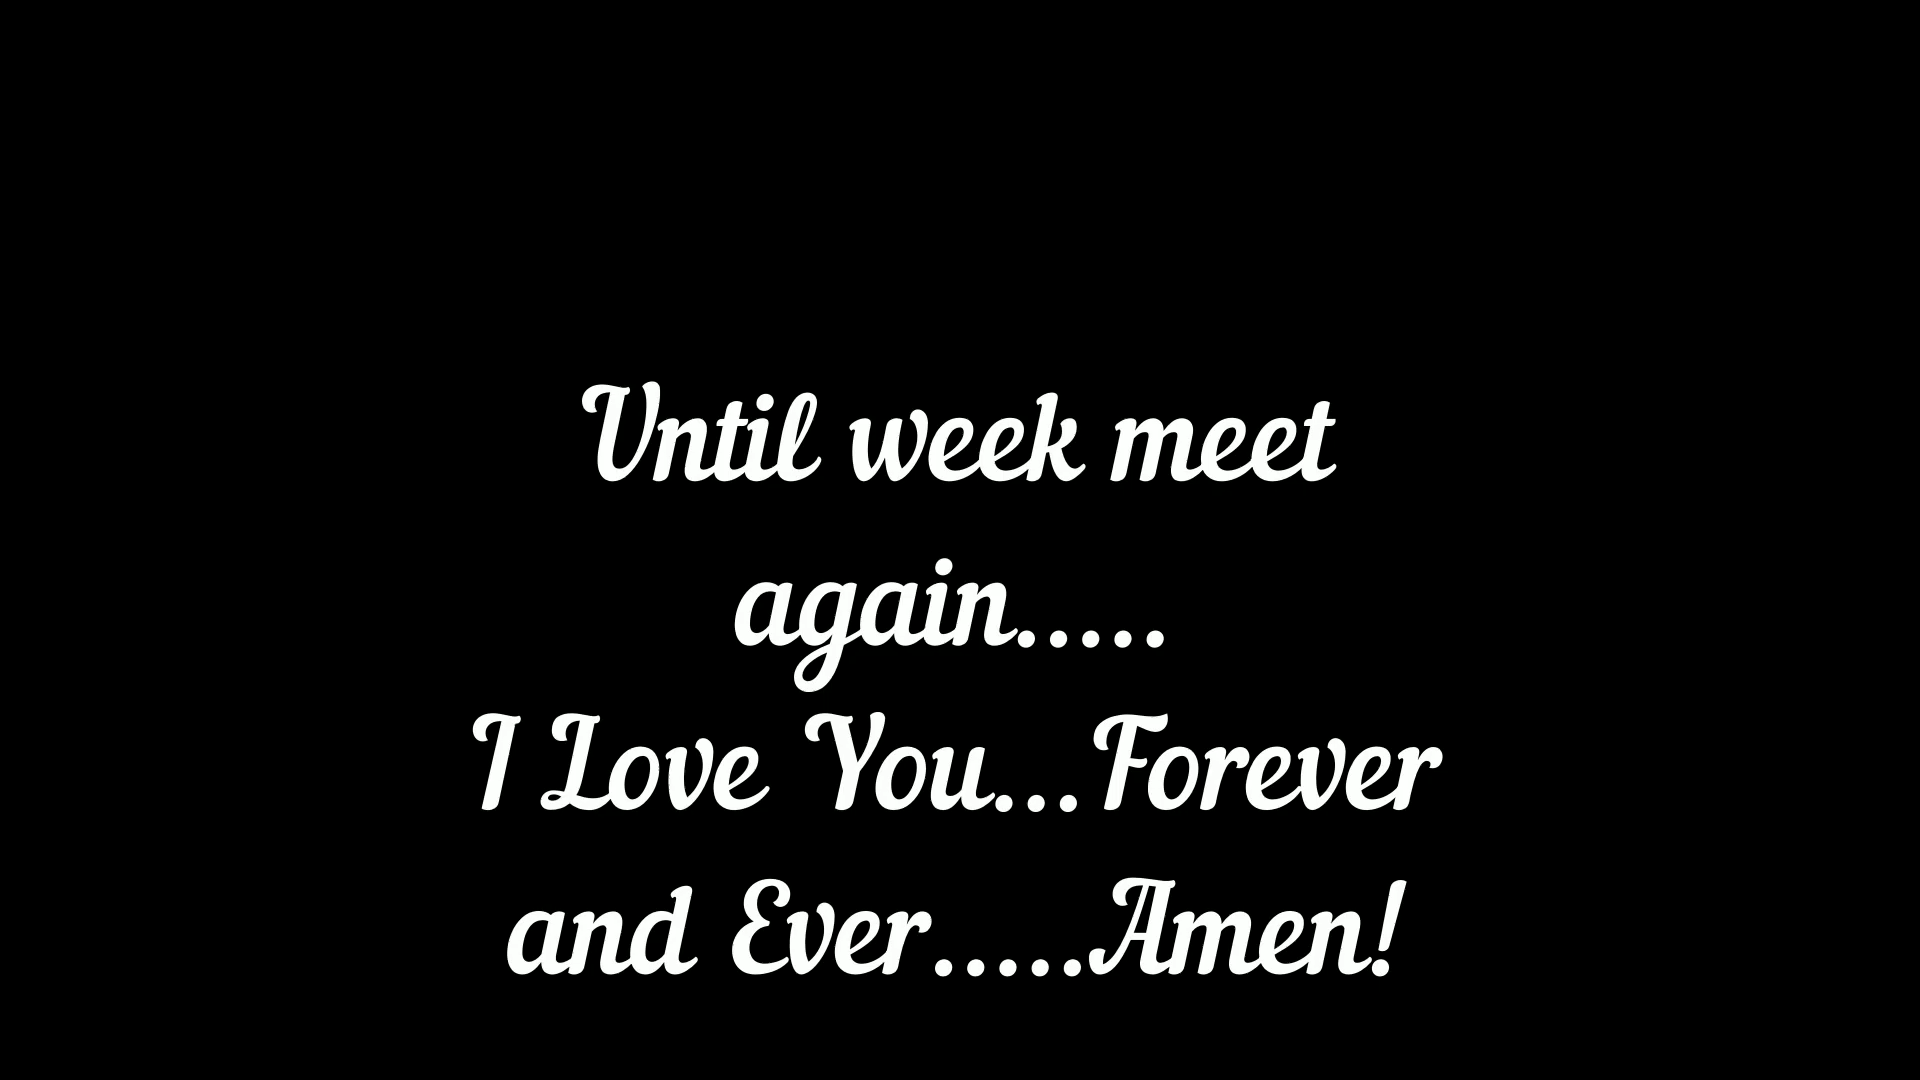 Until week meet
again.....
I Love You...Forever
and Ever.....Amen!